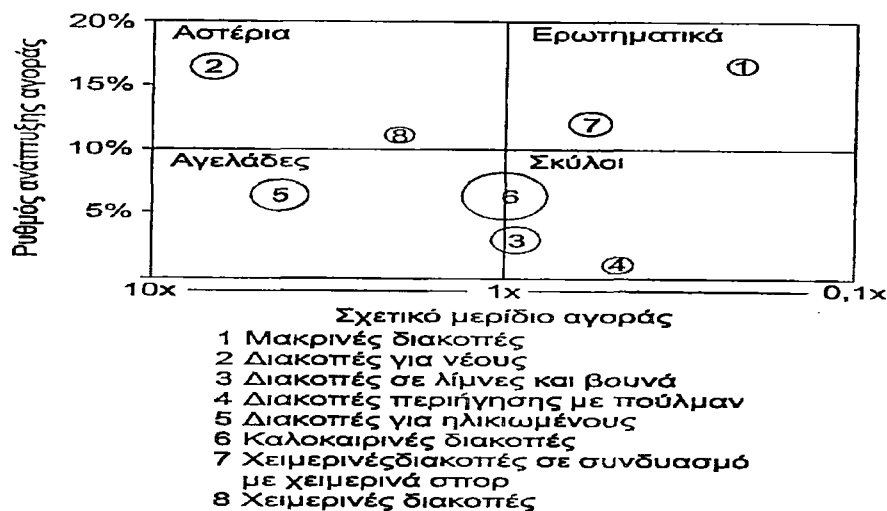 Ρυθμός ανάπτυξης αγοράς
20%
Αστέρια
Ερωτηματικά
2
1
15%
7
8
10%
Αγελάδες
Σκύλοι
5
6
5%
3
4
10x
1x
0,1x
Σχετικό μερίδιο αγοράς
1 Μακρινές διακοπές
2 Διακοπές για νέους
3 Διακοπές σε λίμνες και βουνά
4 Διακοπές περιήγησης με πούλμαν
5 Διακοπές για ηλικιωμένους
6 Καλοκαιρινές διακοπές
7 Χειμερινέςδιακοπές σε συνδυασμό
με χειμερινά σπορ
8 Χειμερινές διακοπές